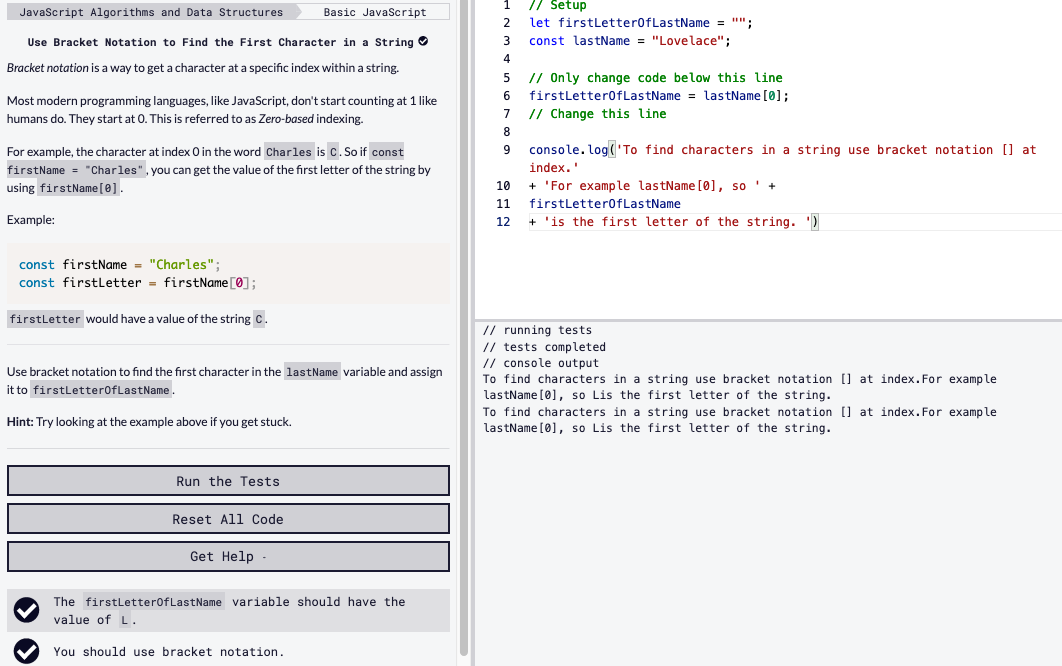 JavaScript Algorithms and Data Structures
Basic JavaScript
Use Bracket Notation to Find the First Character in a String
Bracket notation is a way to get a character at a specific index within a string.
Most modern programming languages, like JavaScript, don't start counting at 1 like
humans do. They start at 0. This is referred to as Zero-based indexing.
For example, the character at index 0 in the word Charles is C. So if const
firstName = "Charles", you can get the value of the first letter of the string by
using firstName[0].
Example:
const firstName = "Charles";
const firstLetter = firstName[0];
firstLetter would have a value of the string C.
Use bracket notation to find the first character in the lastName variable and assign
it to firstLetterOfLastName.
Hint: Try looking at the example above if you get stuck.
Run the Tests
Reset All Code
Get Help -
The firstLetterOfLastName variable should have the
value of L.
You should use bracket notation.
1 // Setup
2 let firstLetterOfLastName = "";
3 const lastName = "Lovelace";
4
5 // Only change code below this line
6 firstLetterOfLastName = lastName[0];
7 // Change this line
8
9 console.log('To find characters in a string use bracket notation [] at
index.'
10 + 'For example lastName[0], so ' +
11 firstLetterOfLastName
12 + 'is the first letter of the string. ')
// running tests
// tests completed
// console output
To find characters in a string use bracket notation [] at index.For example
lastName[0], so Lis the first letter of the string.
To find characters in a string use bracket notation [] at index.For example
lastName[0], so Lis the first letter of the string.